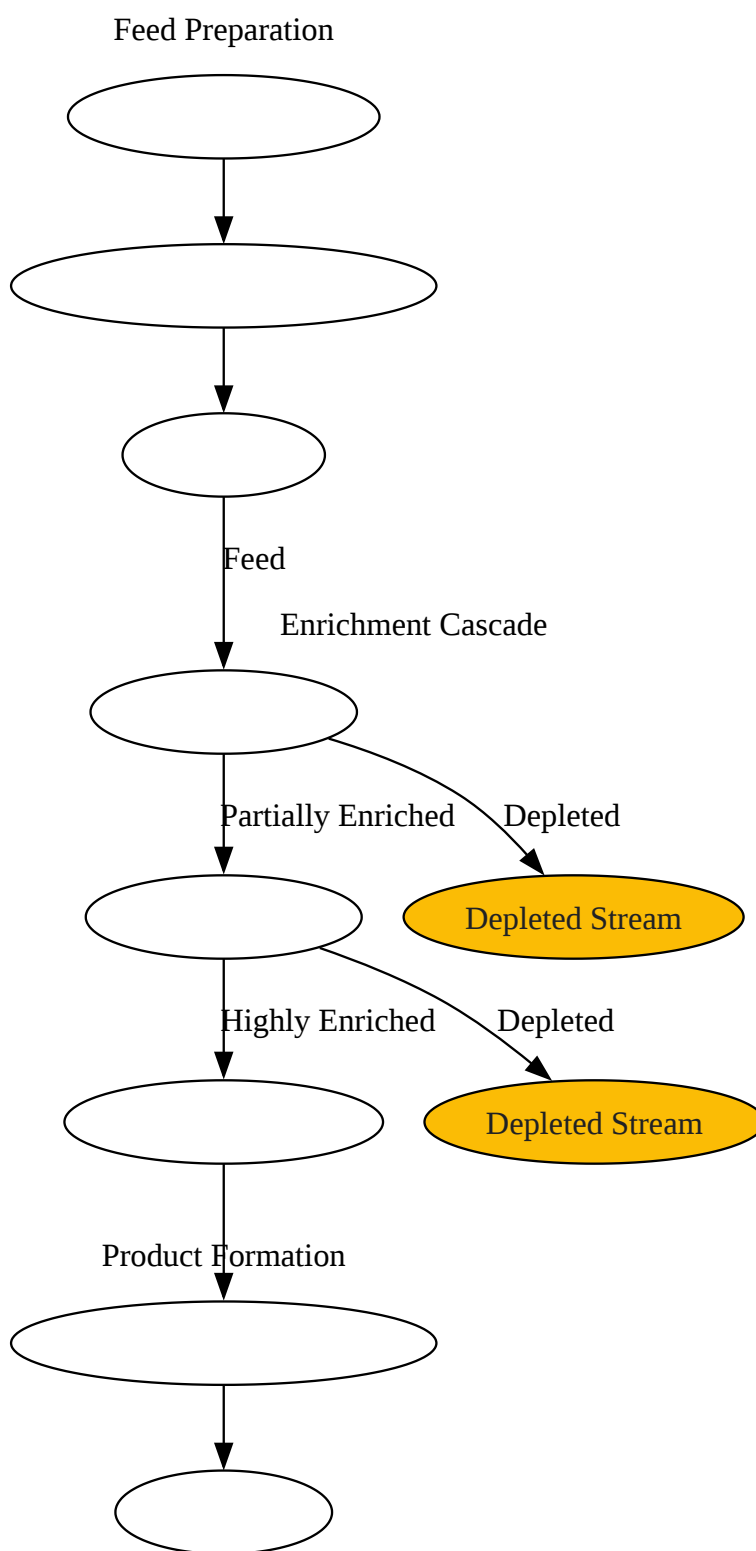 Feed Preparation
Feed
Enrichment Cascade
Partially Enriched
Depleted
Depleted Stream
Highly Enriched
Depleted
Depleted Stream
Product Formation